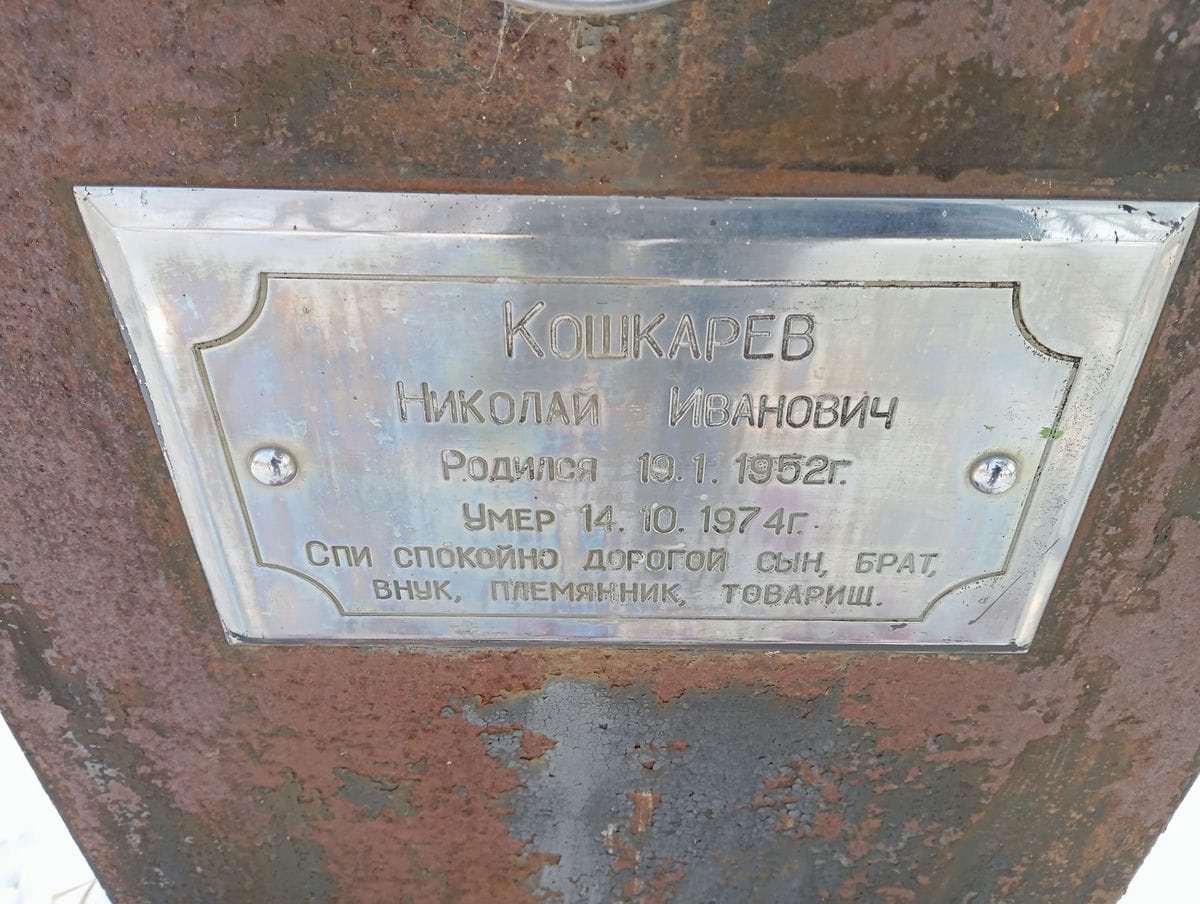 Кошкарев
Николай Иванович
Родился 19.1.1952г.
Умер 14.10.1974г.
Спи спокойно дорогой сын, брат,
внук, племянник, товарищ.